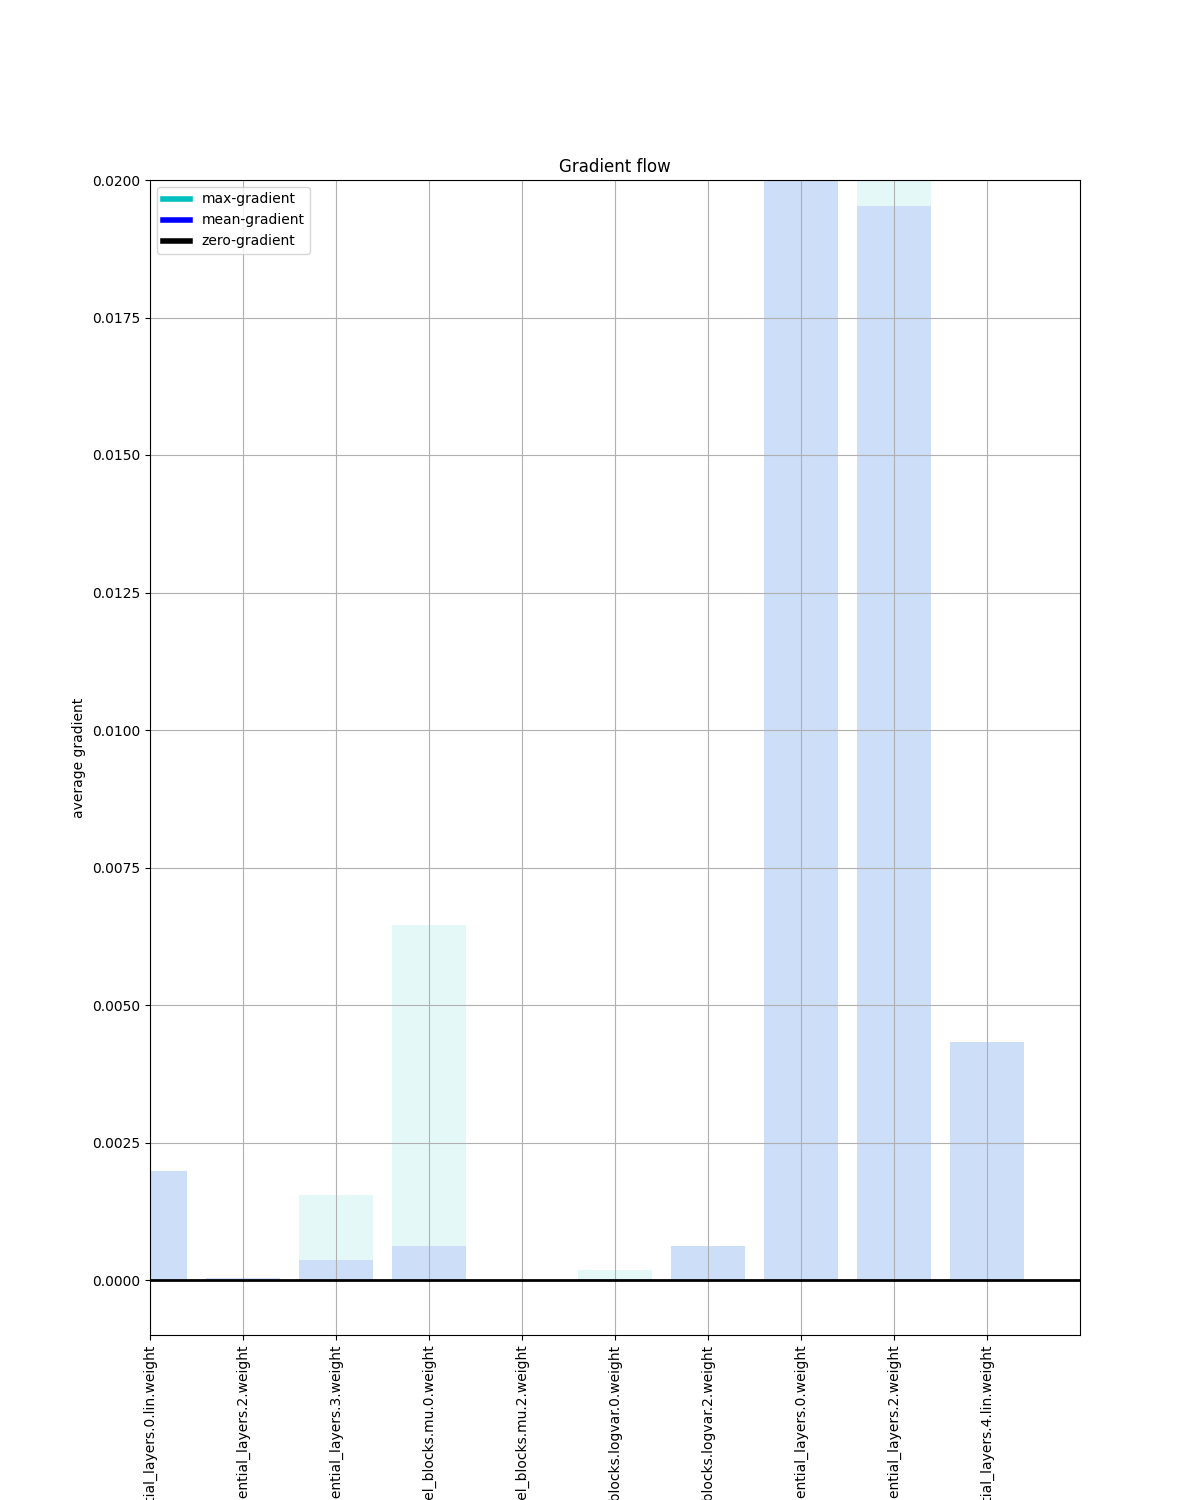 Gradient flow
max-gradient
mean-gradient
zero-gradient
average gradient
0.0200
0.0175
0.0150
0.0125
0.0100
0.0075
0.0050
0.0025
0.0000
tial_layers.0.lin.weight
ential_layers.2.weight
ential_layers.3.weight
el_blocks.mu.0.weight
el_blocks.mu.2.weight
blocks.logvar.0.weight
blocks.logvar.2.weight
ential_layers.0.weight
ential_layers.2.weight
tial_layers.4.lin.weight